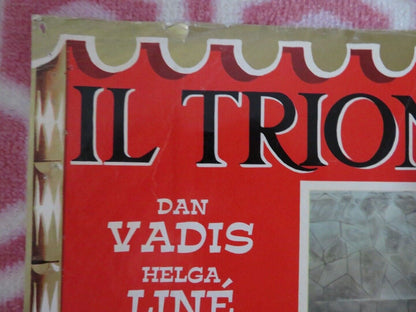 IL TRION
DAN
VADIS
HELGA
LINÉ